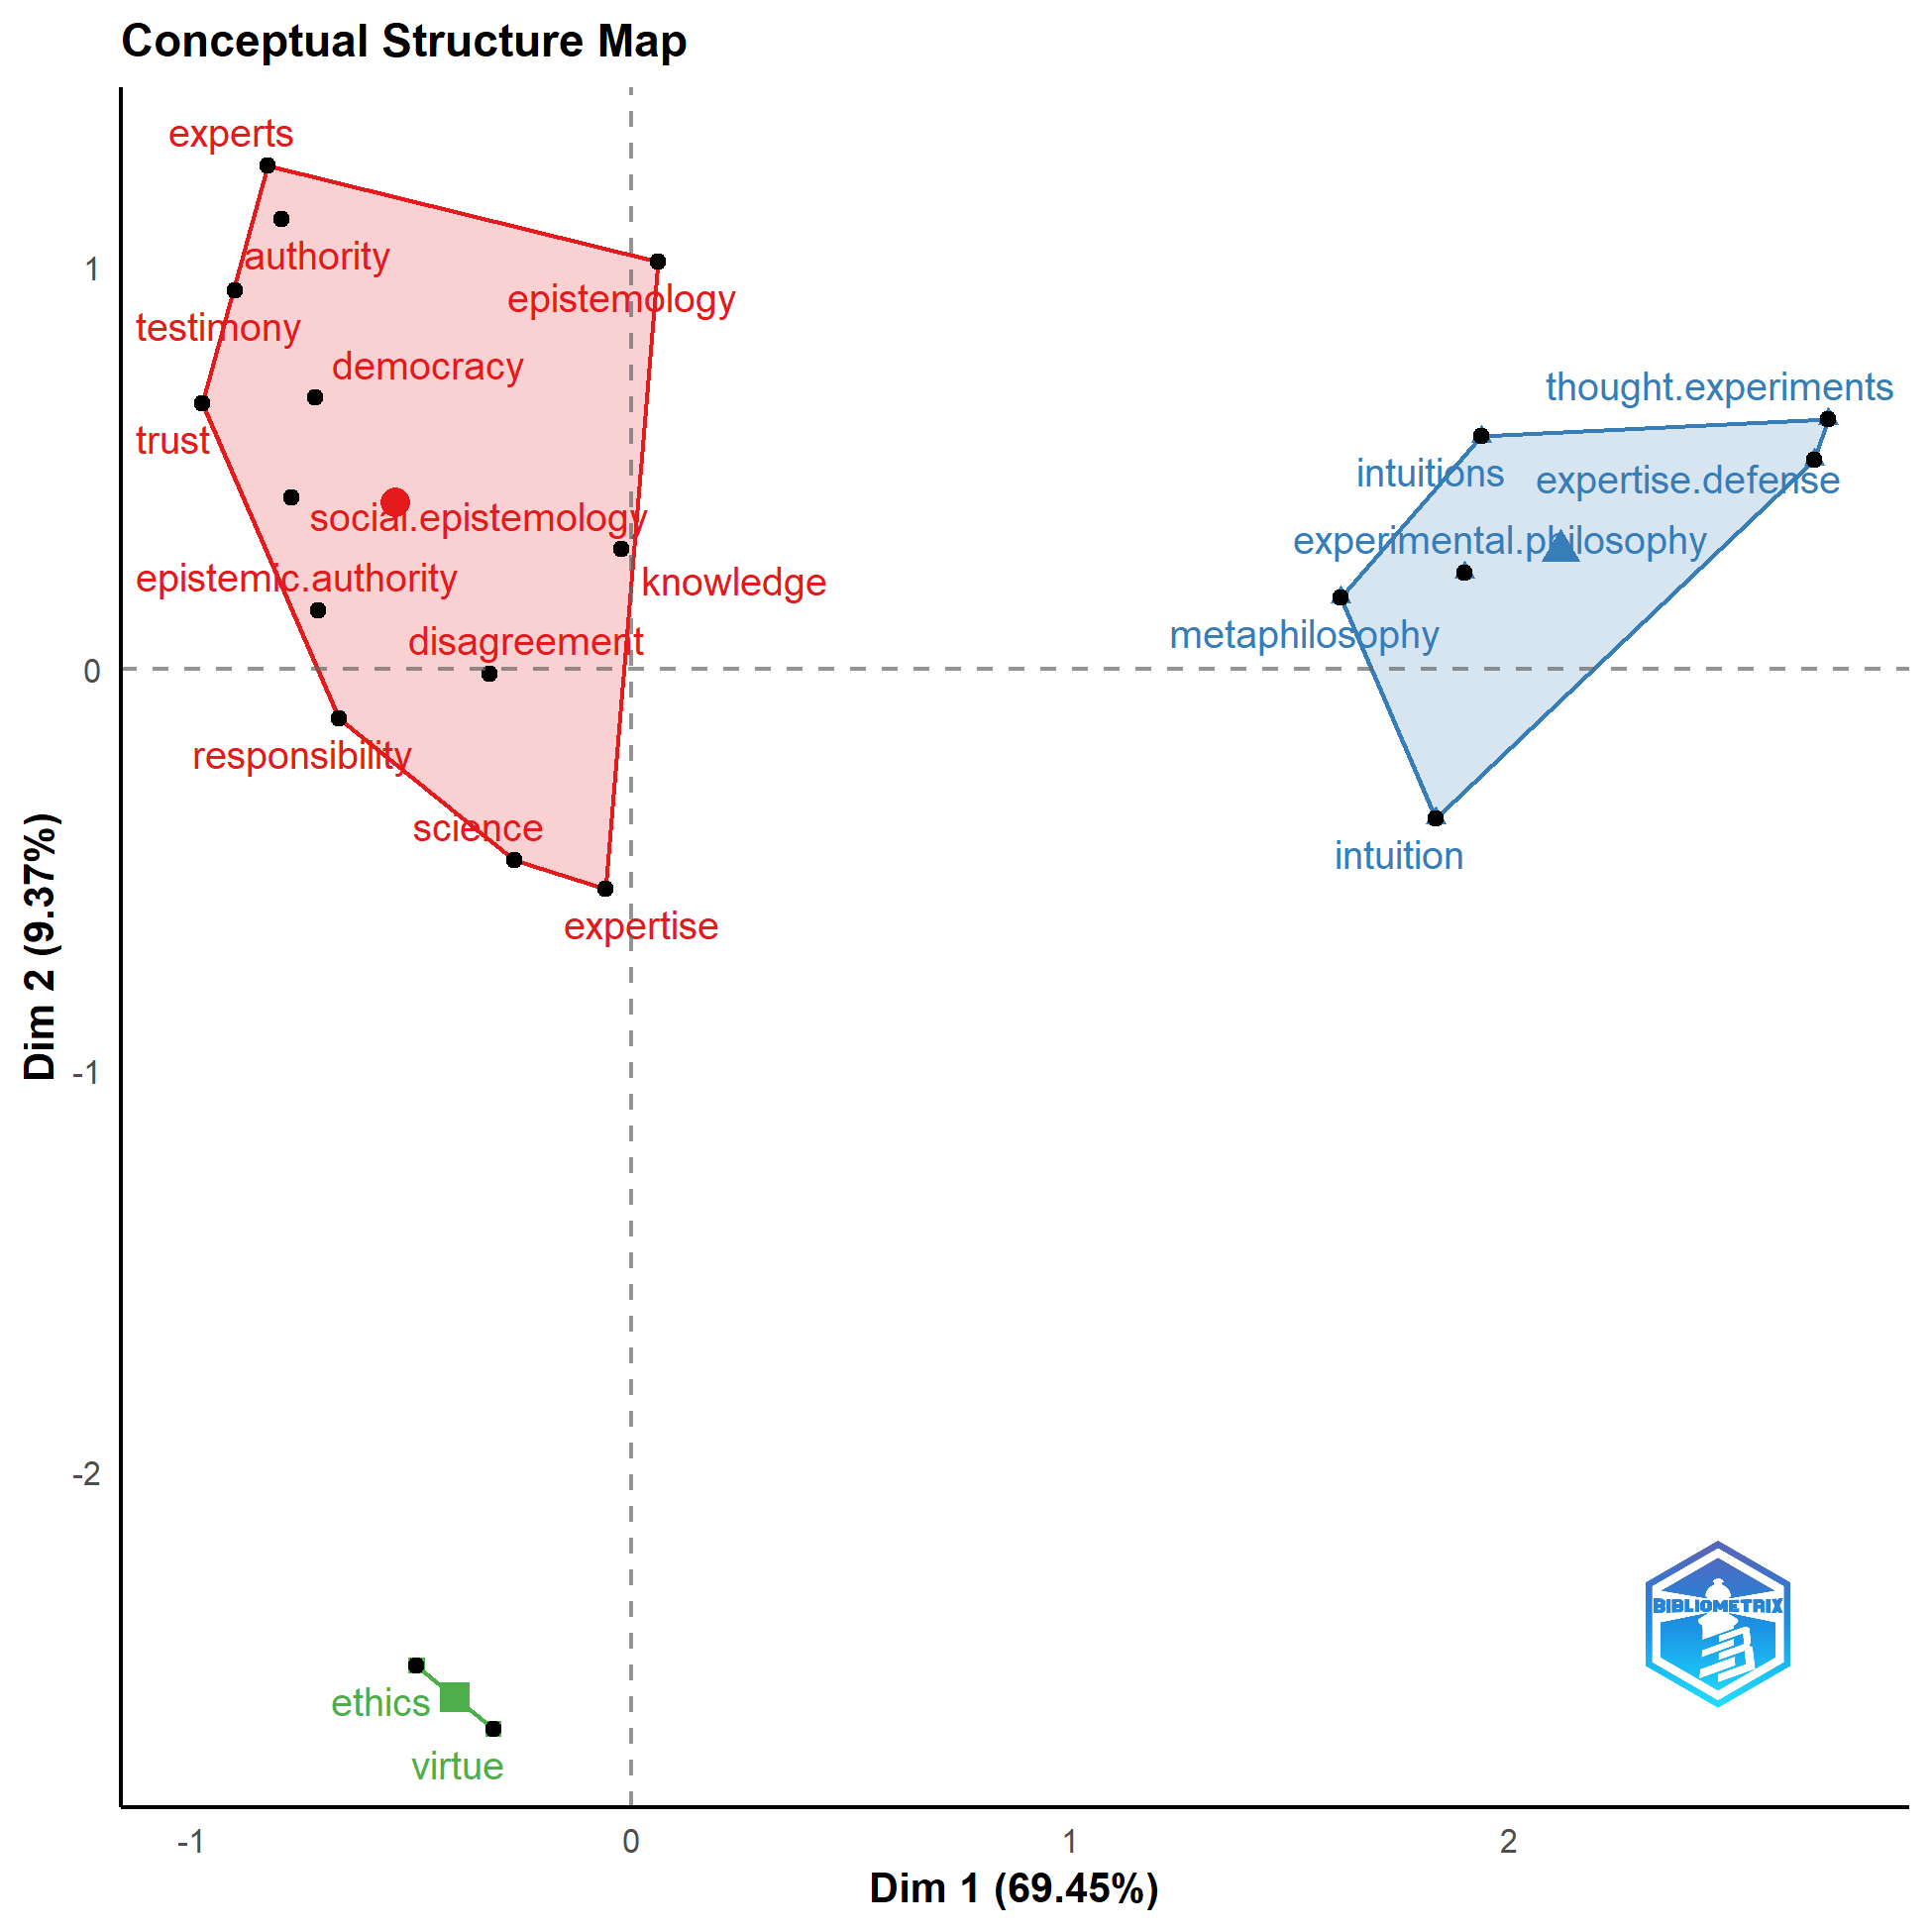 Conceptual Structure Map
experts
authority
epistemology
testimony
democracy
thought.experiments
trust
intuitions
expertise.defense
social.epistemology
experimental.philosophy
epistemic.authority
knowledge
disagreement
metaphilosophy
responsibility
science
intuition
expertise
ethics
virtue
BIBLIOMETRIX
1
0
-1
-2
Dim 2 (9.37%)
-1
0
1
2
Dim 1 (69.45%)